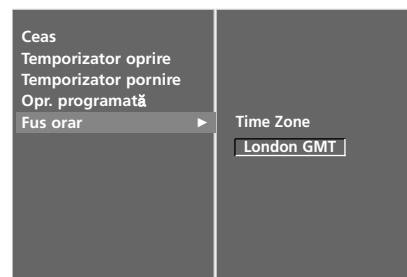 Ceas
Temporizator oprire
Temporizator pornire
Opr. programată
Fus orar ►
Time Zone
London GMT